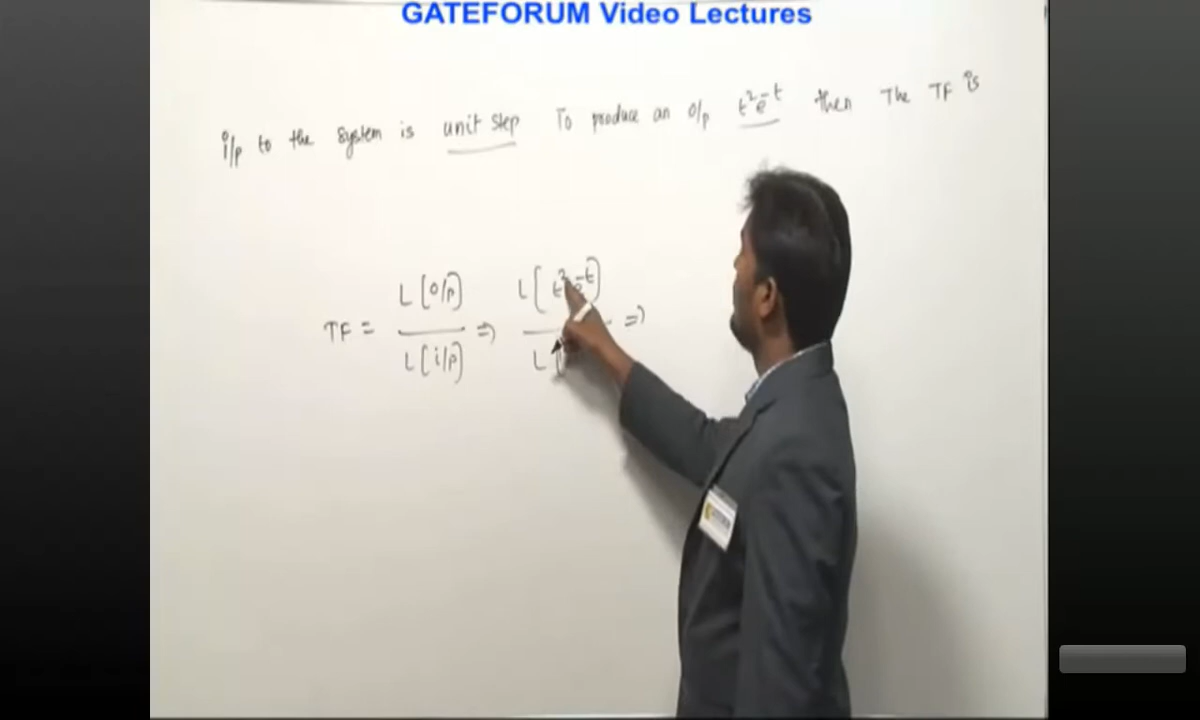 GATEFORUM Video Lectures
i/p to the system is unit step To produce an o/p t²e⁻ᵗ then The TF is
L[o/p] L[t²e⁻ᵗ]
TF = ⇒ ⇒
L[i/p] L[